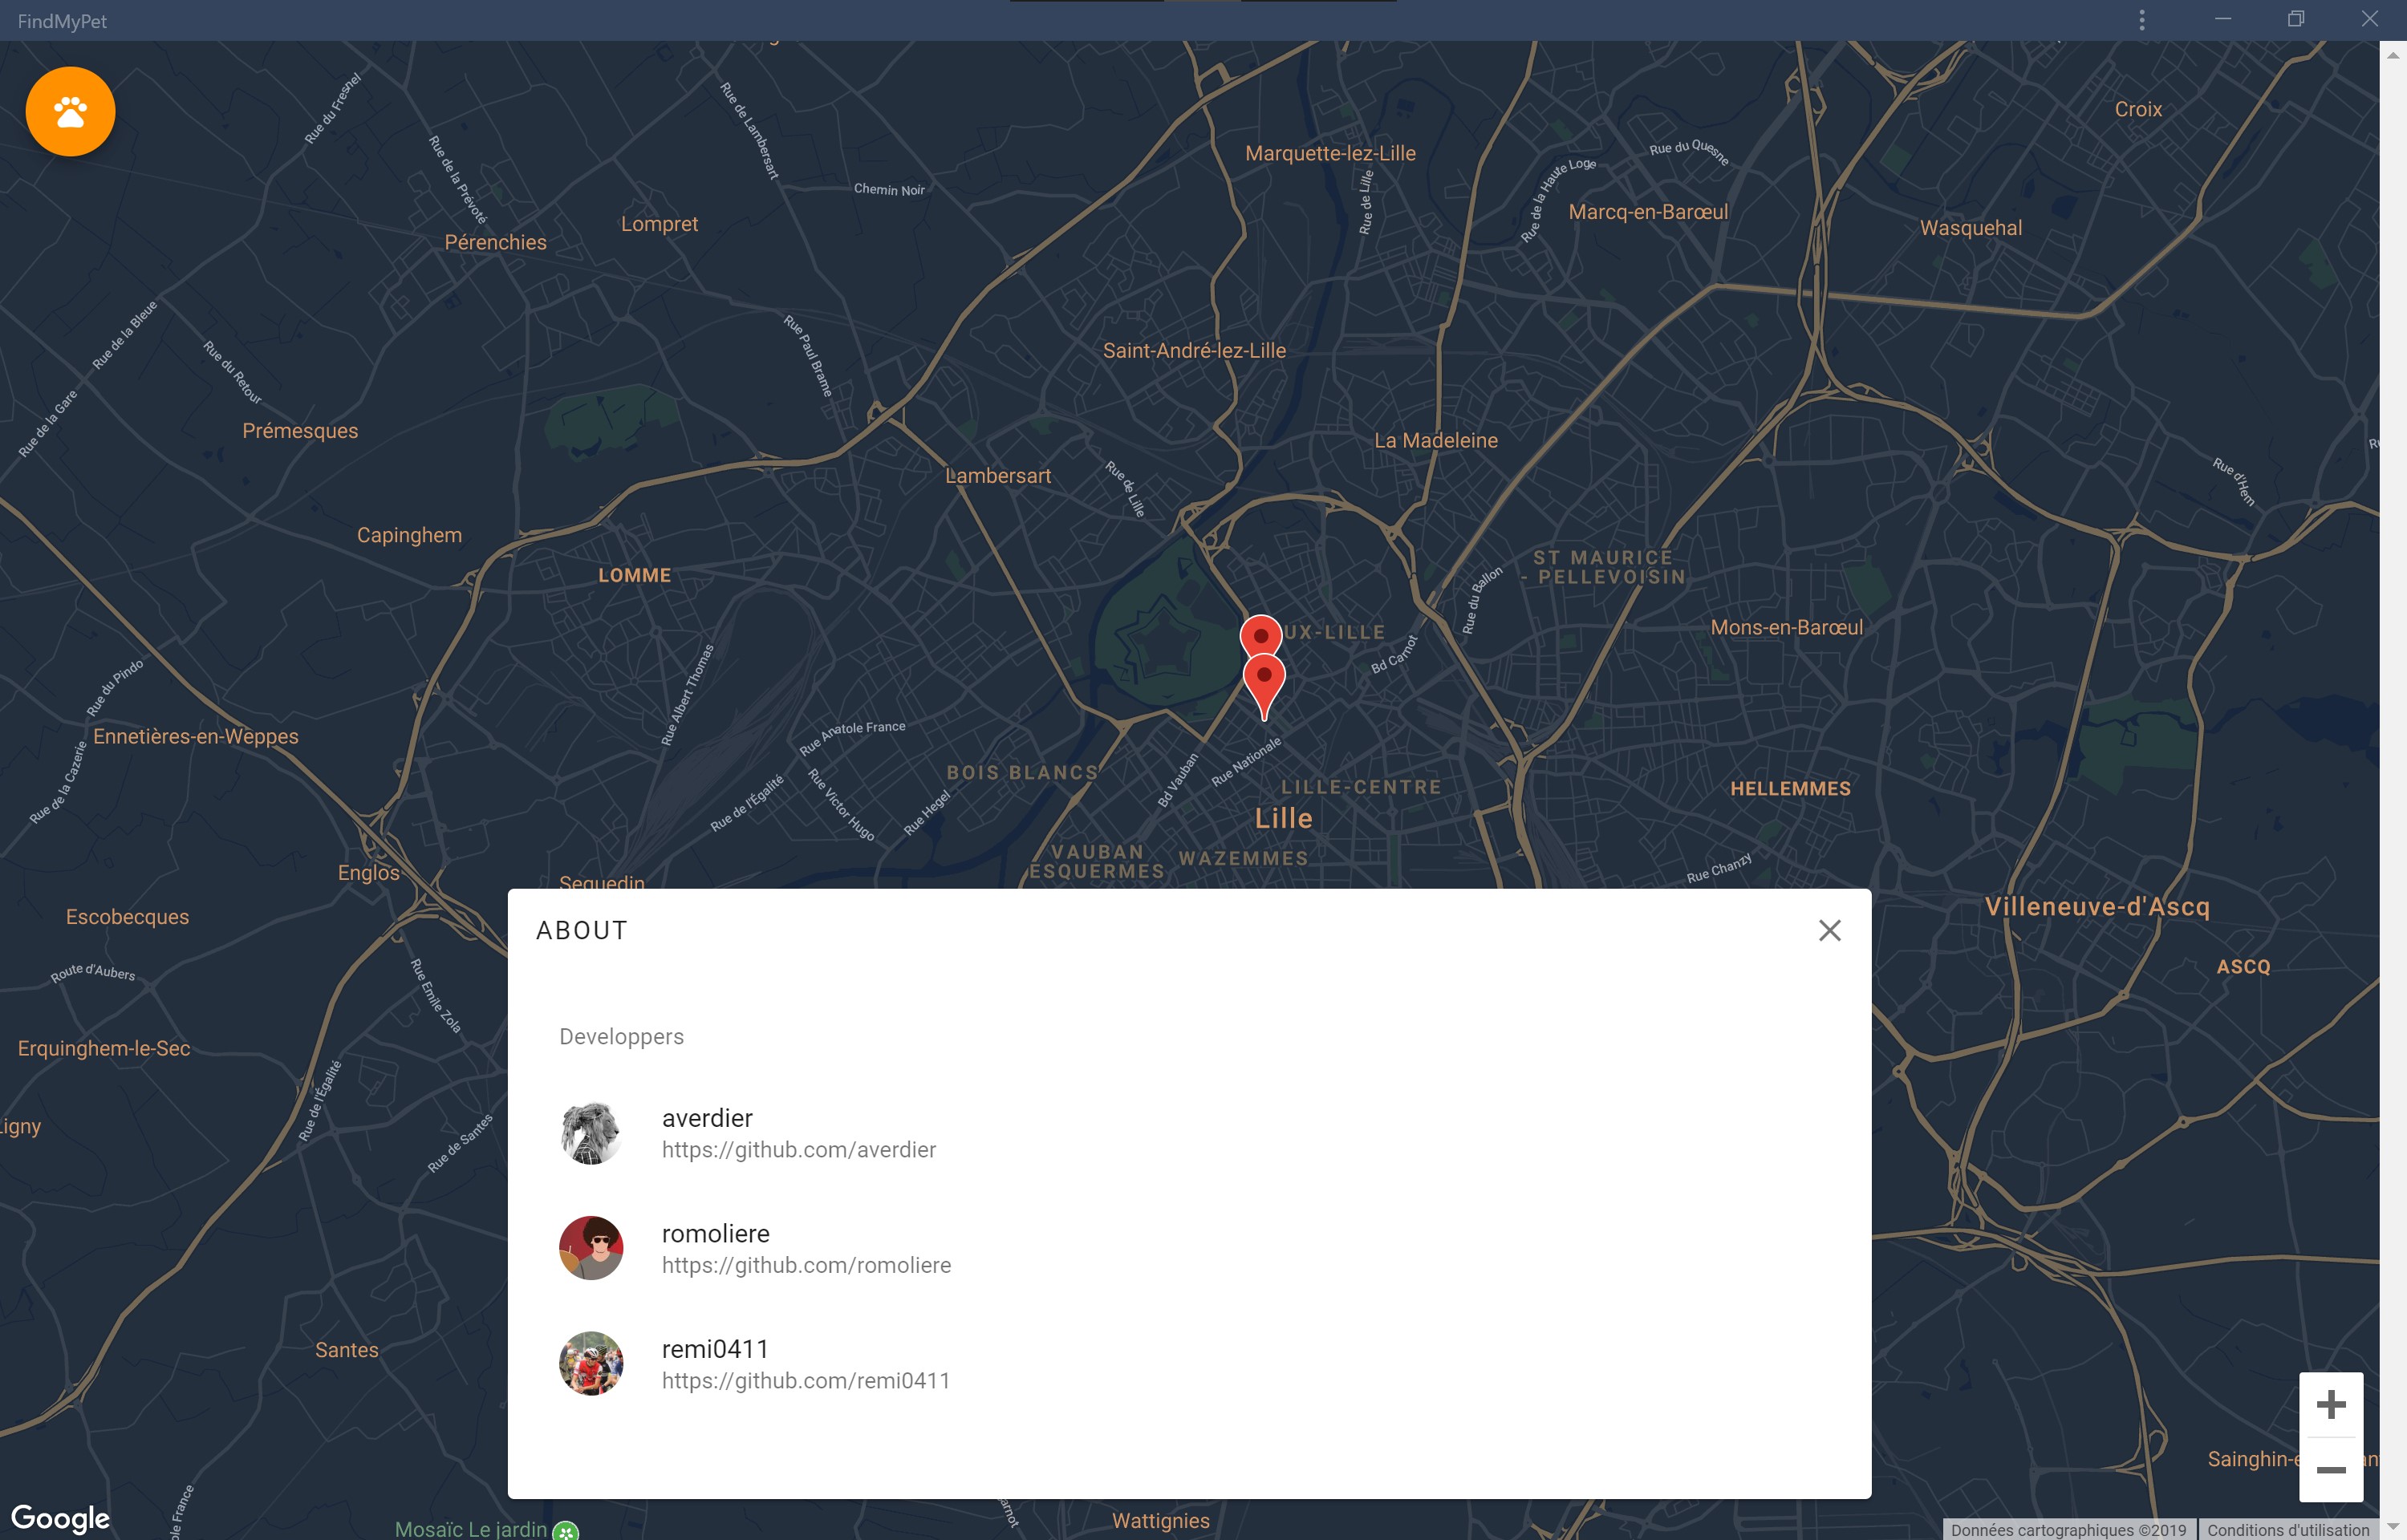 FindMyPet
Croix
Rue du Fresnel
Rue de Lambersart
Marquette-lez-Lille
Rue du Quesne
Rue de la Haute Loge
Rue de Lille
Rue de la Prévoté
Chemin Noir
Marcq-en-Barœul
Lompret
Wasquehal
Pérenchies
Rue de la Bleue
Rue Paul Brame
Saint-André-lez-Lille
Rue du Retour
Rue de la Gare
Prémesques
La Madeleine
Lambersart
Rue de Lille
Rue d'Hem
Capinghem
ST MAURICE
- PELLEVOISIN
LOMME
Rue du Ballon
UX-LILLE
Mons-en-Barœul
Bd Carnot
Rue Albert Thomas
Rue du Pindo
Rue Anatole France
Ennetières-en-Weppes
Rue de la Cazerie
Rue Nationale
Bd Vauban
BOIS BLANCS
LILLE-CENTRE
HELLEMMES
Rue de l'Égalité
Rue Victor Hugo
Rue Hegel
Lille
VAUBAN
ESQUERMES
WAZEMMES
Rue Chanzy
Englos
Sequedin
Escobecques
Villeneuve-d'Ascq
ABOUT
ASCQ
Route d'Aubers
Rue Emile Zola
Developpers
Erquinghem-le-Sec
Rue de l'Égalité
igny
Rue de Santes
averdier
https://github.com/averdier
romoliere
https://github.com/romoliere
Santes
remi0411
https://github.com/remi0411
Sainghin-e
Google
ole France
arnot
Mosaïc Le jardin
Wattignies
Données cartographiques ©2019
Conditions d'utilisation